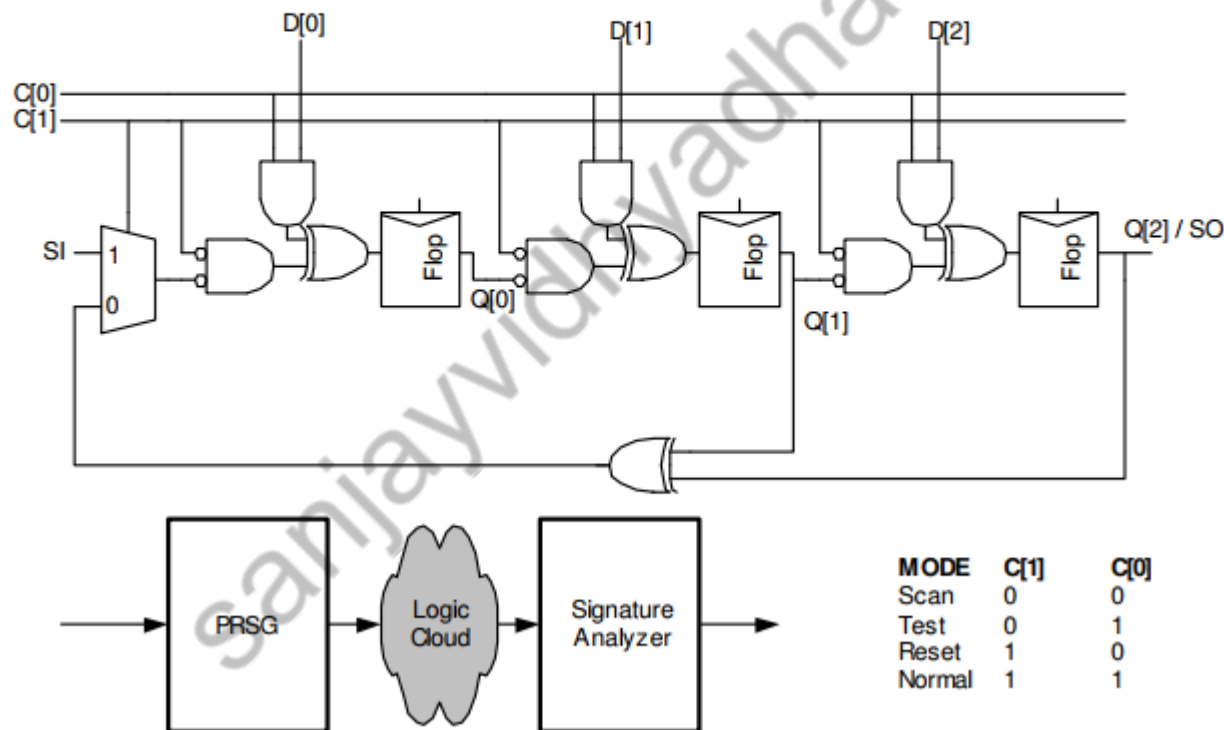 D[0]
D[1]
D[2]
C[0]
C[1]
SI
1
0
Flop
Q[0]
Flop
Q[1]
Flop
Q[2] / SO
PRSG
Logic
Cloud
Signature
Analyzer
MODE C[1] C[0]
Scan 0 0
Test 0 1
Reset 1 0
Normal 1 1
sanjayvidhyadha